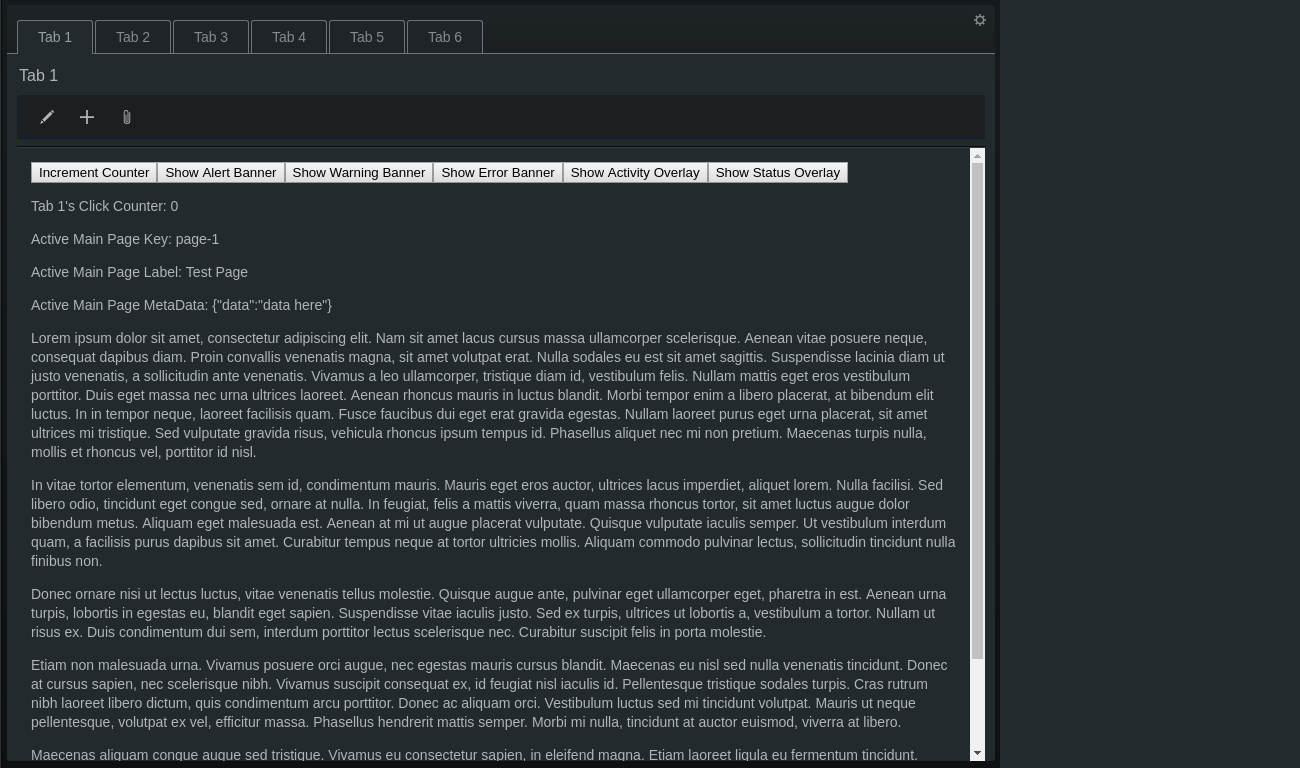 Tab 1 Tab 2 Tab 3 Tab 4 Tab 5 Tab 6
Tab 1
Increment Counter Show Alert Banner Show Warning Banner Show Error Banner Show Activity Overlay Show Status Overlay
Tab 1's Click Counter: 0
Active Main Page Key: page-1
Active Main Page Label: Test Page
Active Main Page MetaData: {"data":"data here"}
Lorem ipsum dolor sit amet, consectetur adipiscing elit. Nam sit amet lacus cursus massa ullamcorper scelerisque. Aenean vitae posuere neque,
consequat dapibus diam. Proin convallis venenatis magna, sit amet volutpat erat. Nulla sodales eu est sit amet sagittis. Suspendisse lacinia diam ut
justo venenatis, a sollicitudin ante venenatis. Vivamus a leo ullamcorper, tristique diam id, vestibulum felis. Nullam mattis eget eros vestibulum
porttitor. Duis eget massa nec urna ultrices laoreet. Aenean rhoncus mauris in luctus blandit. Morbi tempor enim a libero placerat, at bibendum elit
luctus. In in tempor neque, laoreet facilisis quam. Fusce faucibus dui eget erat gravida egestas. Nullam laoreet purus eget urna placerat, sit amet
ultrices mi tristique. Sed vulputate gravida risus, vehicula rhoncus ipsum tempus id. Phasellus aliquet nec mi non pretium. Maecenas turpis nulla,
mollis et rhoncus vel, porttitor id nisl.
In vitae tortor elementum, venenatis sem id, condimentum mauris. Mauris eget eros auctor, ultrices lacus imperdiet, aliquet lorem. Nulla facilisi. Sed
libero odio, tincidunt eget congue sed, ornare at nulla. In feugiat, felis a mattis viverra, quam massa rhoncus tortor, sit amet luctus augue dolor
bibendum metus. Aliquam eget malesuada est. Aenean at mi ut augue placerat vulputate. Quisque vulputate iaculis semper. Ut vestibulum interdum
quam, a facilisis purus dapibus sit amet. Curabitur tempus neque at tortor ultricies mollis. Aliquam commodo pulvinar lectus, sollicitudin tincidunt nulla
finibus non.
Donec ornare nisi ut lectus luctus, vitae venenatis tellus molestie. Quisque augue ante, pulvinar eget ullamcorper eget, pharetra in est. Aenean urna
turpis, lobortis in egestas eu, blandit eget sapien. Suspendisse vitae iaculis justo. Sed ex turpis, ultrices ut lobortis a, vestibulum a tortor. Nullam ut
risus ex. Duis condimentum dui sem, interdum porttitor lectus scelerisque nec. Curabitur suscipit felis in porta molestie.
Etiam non malesuada urna. Vivamus posuere orci augue, nec egestas mauris cursus blandit. Maecenas eu nisl sed nulla venenatis tincidunt. Donec
at cursus sapien, nec scelerisque nibh. Vivamus suscipit consequat ex, id feugiat nisl iaculis id. Pellentesque tristique sodales turpis. Cras rutrum
nibh laoreet libero dictum, quis condimentum arcu porttitor. Donec ac aliquam orci. Vestibulum luctus sed mi tincidunt volutpat. Mauris ut neque
pellentesque, volutpat ex vel, efficitur massa. Phasellus hendrerit mattis semper. Morbi mi nulla, tincidunt at auctor euismod, viverra at libero.
Maecenas aliquam congue augue sed tristique. Vivamus eu consectetur sapien, in eleifend magna. Etiam laoreet ligula eu fermentum tincidunt.